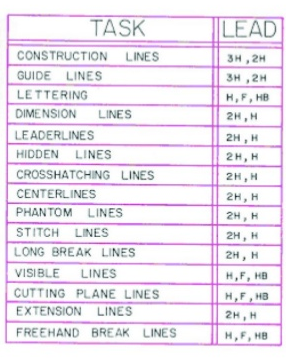 TASK LEAD
CONSTRUCTION LINES 3H , 2H
GUIDE LINES 3H , 2H
LETTERING H, F, HB
DIMENSION LINES 2H , H
LEADERLINES 2H , H
HIDDEN LINES 2H , H
CROSSHATCHING LINES 2H , H
CENTERLINES 2H , H
PHANTOM LINES 2H , H
STITCH LINES 2H , H
LONG BREAK LINES 2H , H
VISIBLE LINES H,F, HB
CUTTING PLANE LINES H,F, HB
EXTENSION LINES 2H , H
FREEHAND BREAK LINES H,F, HB